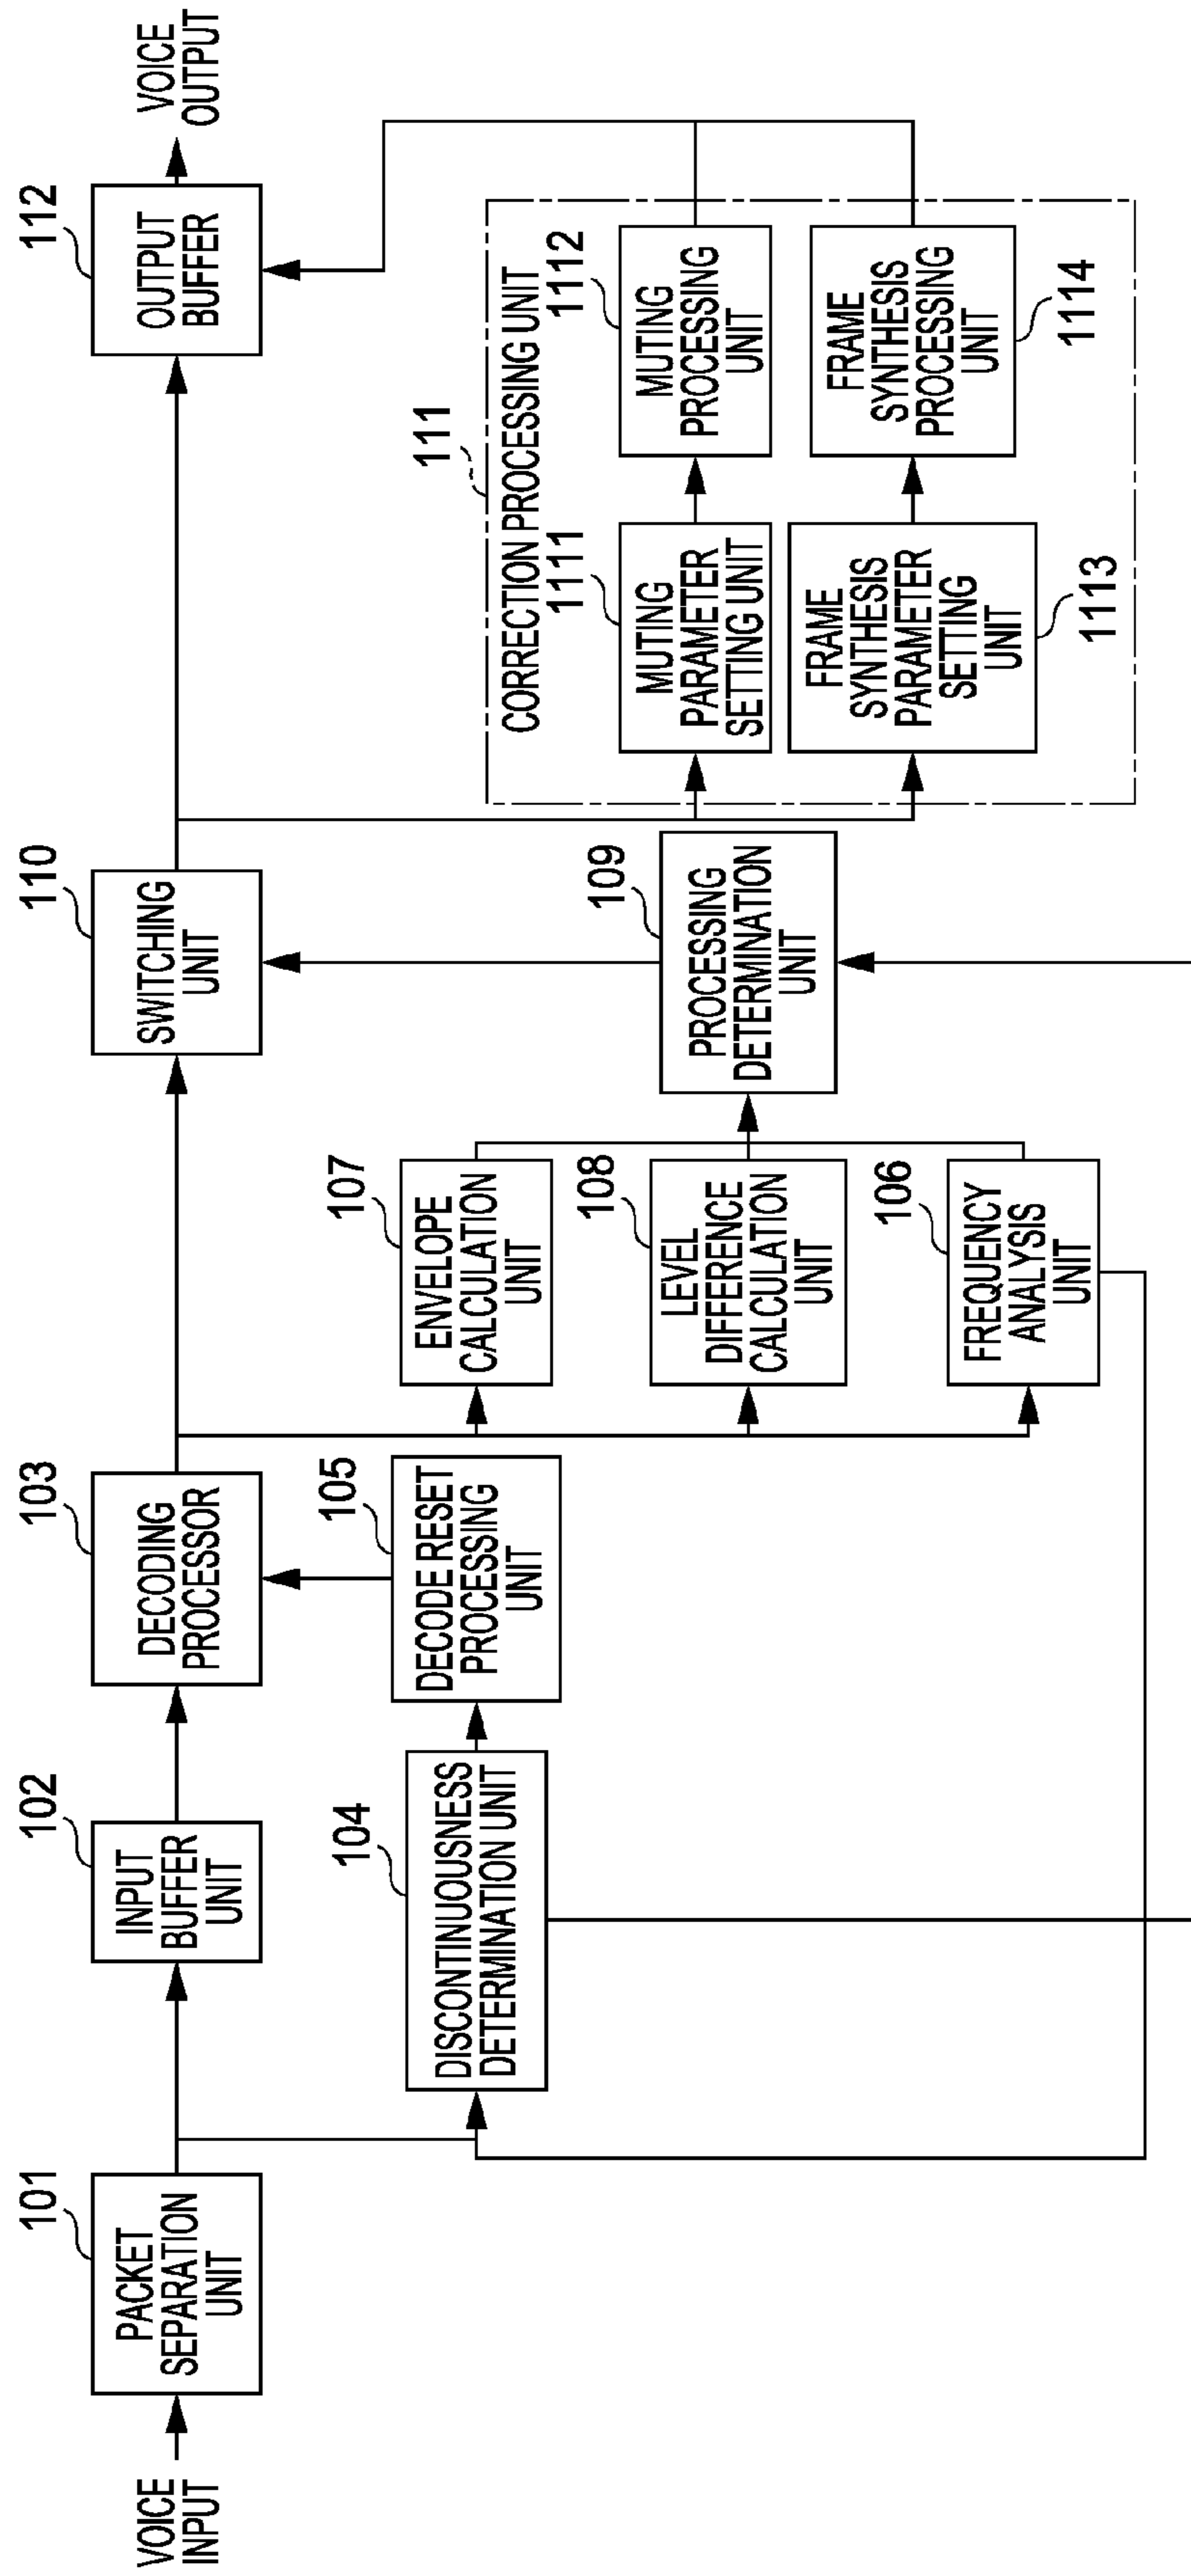 VOICE
INPUT
101
PACKET
SEPARATION
UNIT
102
INPUT
BUFFER
UNIT
103
DECODING
PROCESSOR
104
DISCONTINUOUSNESS
DETERMINATION UNIT
105
DECODE RESET
PROCESSING
UNIT
107
ENVELOPE
CALCULATION
UNIT
108
LEVEL
DIFFERENCE
CALCULATION
UNIT
106
FREQUENCY
ANALYSIS
UNIT
110
SWITCHING
UNIT
109
PROCESSING
DETERMINATION
UNIT
111
CORRECTION PROCESSING UNIT
1111
MUTING
PARAMETER
SETTING UNIT
1112
MUTING
PROCESSING
UNIT
FRAME
SYNTHESIS
PARAMETER
SETTING
UNIT
1113
FRAME
SYNTHESIS
PROCESSING
UNIT
1114
112
OUTPUT
BUFFER
VOICE
OUTPUT